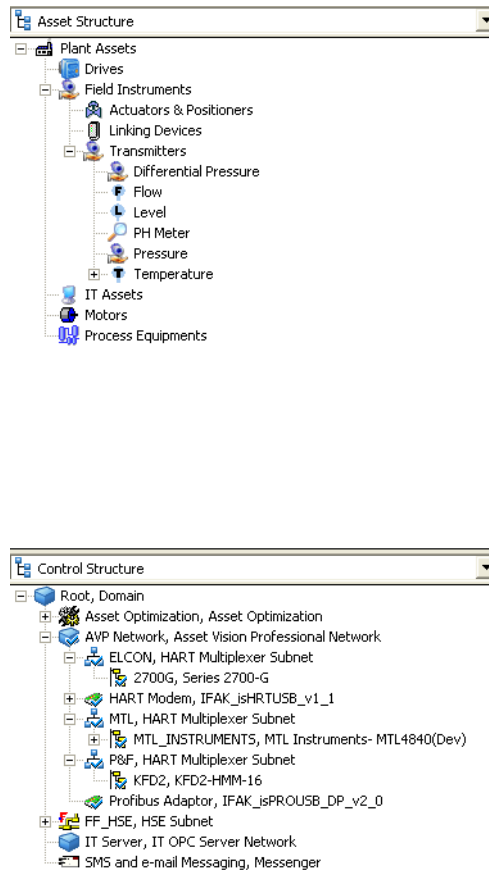 Asset Structure
Plant Assets
Drives
Field Instruments
Actuators & Positioners
Linking Devices
Transmitters
Differential Pressure
F Flow
L Level
PH Meter
Pressure
T Temperature
IT Assets
Motors
Process Equipments
Control Structure
Root, Domain
Asset Optimization, Asset Optimization
AVP Network, Asset Vision Professional Network
ELCON, HART Multiplexer Subnet
2700G, Series 2700-G
HART Modem, IFAK_isHRTUSB_v1_1
MTL, HART Multiplexer Subnet
MTL_INSTRUMENTS, MTL Instruments- MTL4840(Dev)
P&F, HART Multiplexer Subnet
KFD2, KFD2-HMM-16
Profibus Adaptor, IFAK_isPROUSB_DP_v2_0
FF_HSE, HSE Subnet
IT Server, IT OPC Server Network
SMS and e-mail Messaging, Messenger